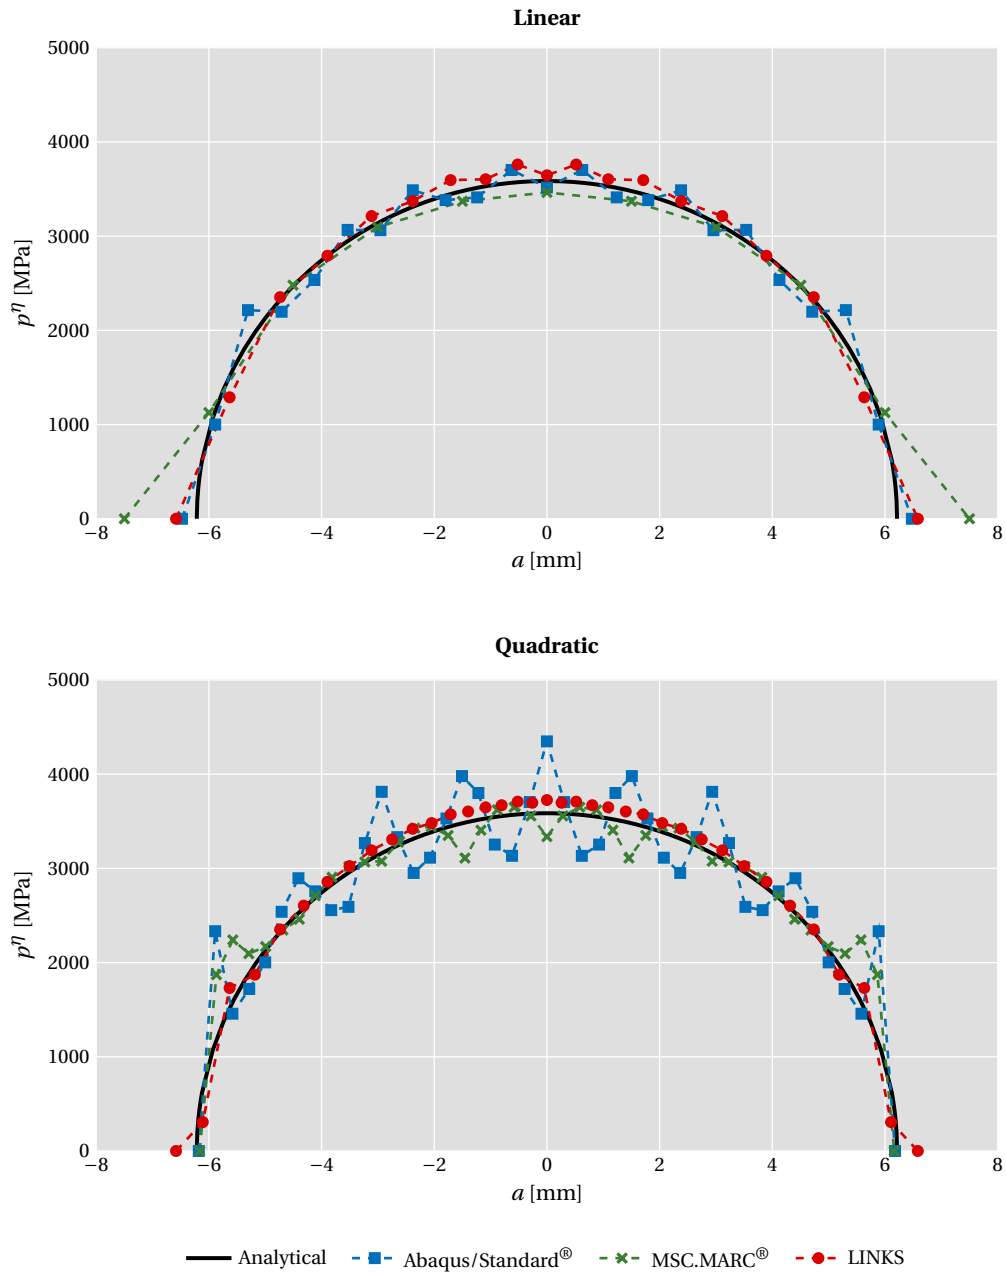 Linear
5000
4000
3000
2000
1000
0
pη [MPa]
−8 −6 −4 −2 0 2 4 6 8
a [mm]
Quadratic
5000
4000
3000
2000
1000
0
pη [MPa]
−8 −6 −4 −2 0 2 4 6 8
a [mm]
Analytical Abaqus/Standard® MSC.MARC® LINKS